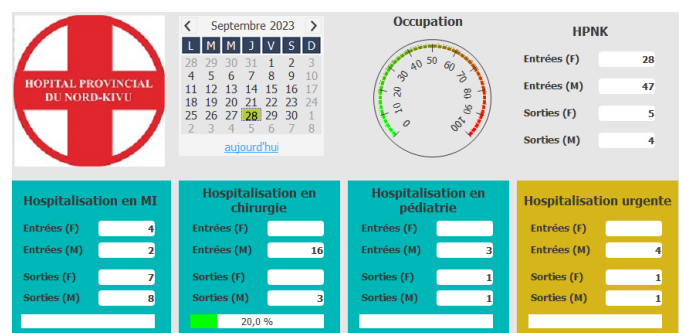 HOPITAL PROVINCIAL
DU NORD-KIVU
Septembre 2023
L M M J V S D
28 29 30 31 1 2 3
4 5 6 7 8 9 10
11 12 13 14 15 16 17
18 19 20 21 22 23 24
25 26 27 28 29 30 1
2 3 4 5 6 7 8
aujourd'hui
Occupation
0 10 20 30 40 50 60 70 80 90 100
HPNK
Entrées (F) 28
Entrées (M) 47
Sorties (F) 5
Sorties (M) 4
Hospitalisation en MI
Entrées (F) 4
Entrées (M) 2
Sorties (F) 7
Sorties (M) 8
Hospitalisation en
chirurgie
Entrées (F)
Entrées (M) 16
Sorties (F)
Sorties (M) 3
20,0 %
Hospitalisation en
pédiatrie
Entrées (F)
Entrées (M) 3
Sorties (F) 1
Sorties (M) 1
Hospitalisation urgente
Entrées (F)
Entrées (M) 4
Sorties (F) 1
Sorties (M) 1